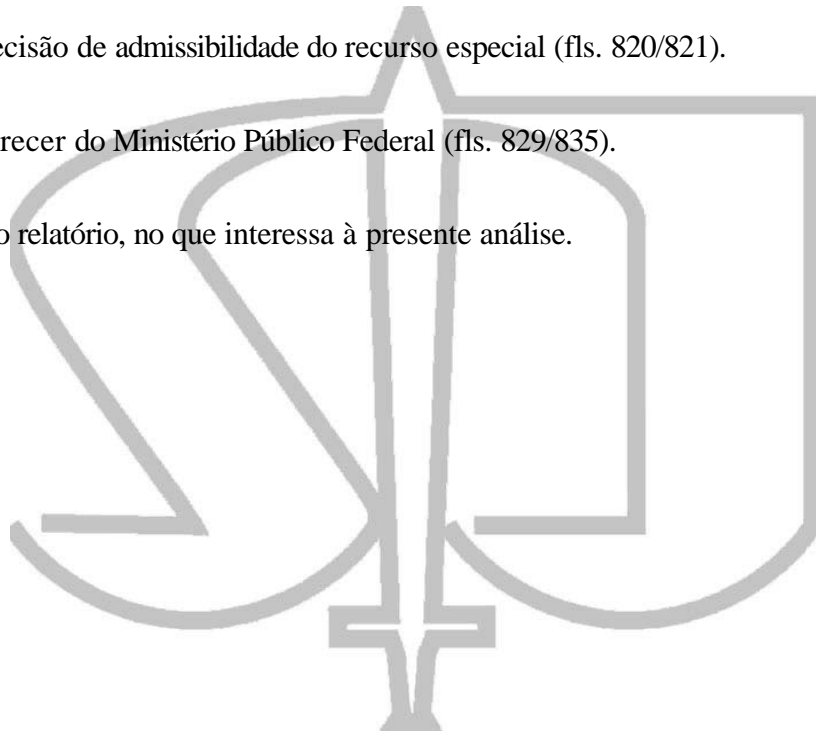 ecisão de admissibilidade do recurso especial (fls. 820/821).
recer do Ministério Público Federal (fls. 829/835).
o relatório, no que interessa à presente análise.